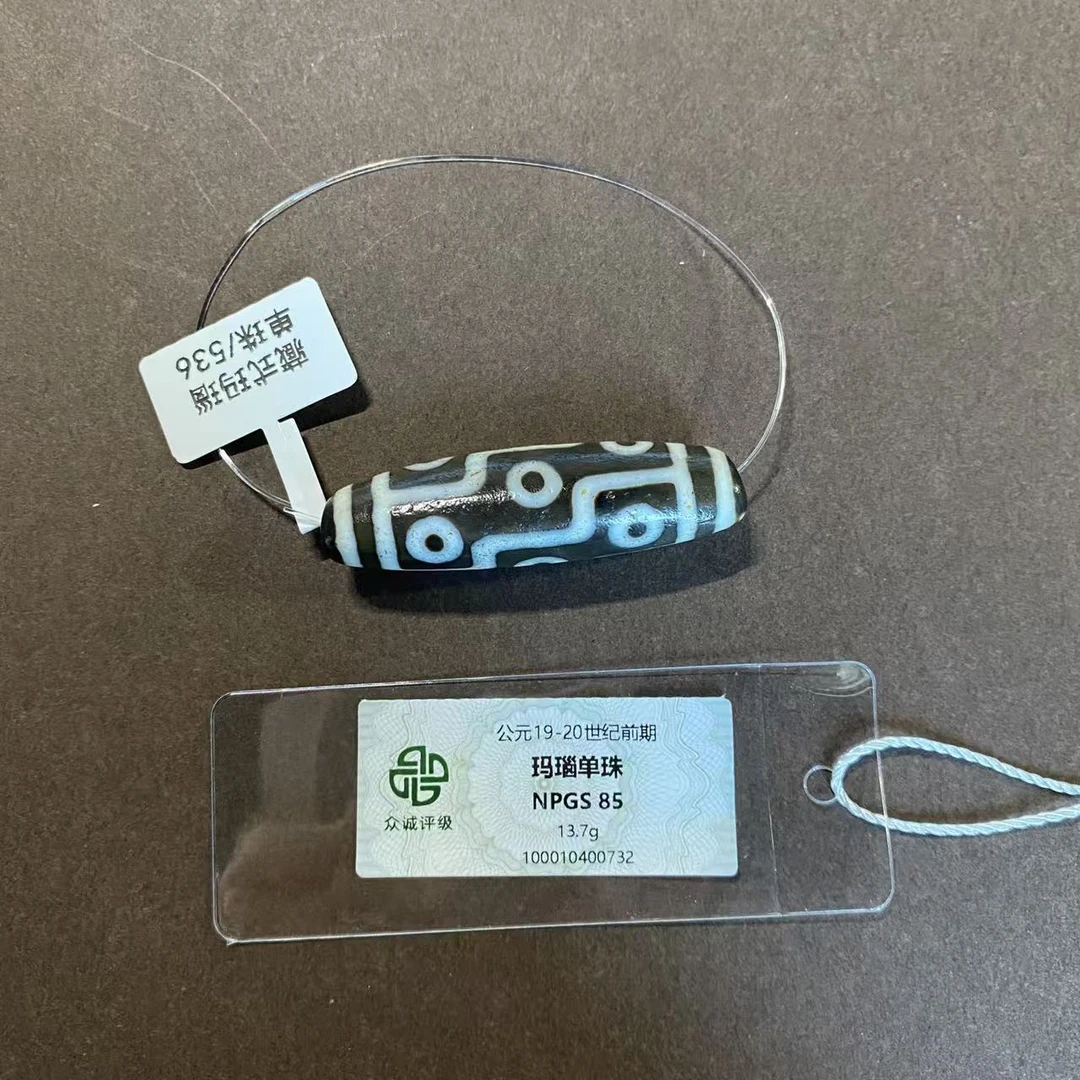 藏式玛瑙
单珠/536
公元19-20世纪前期
玛瑙单珠
NPGS 85
13.7g
100010400732
众诚评级